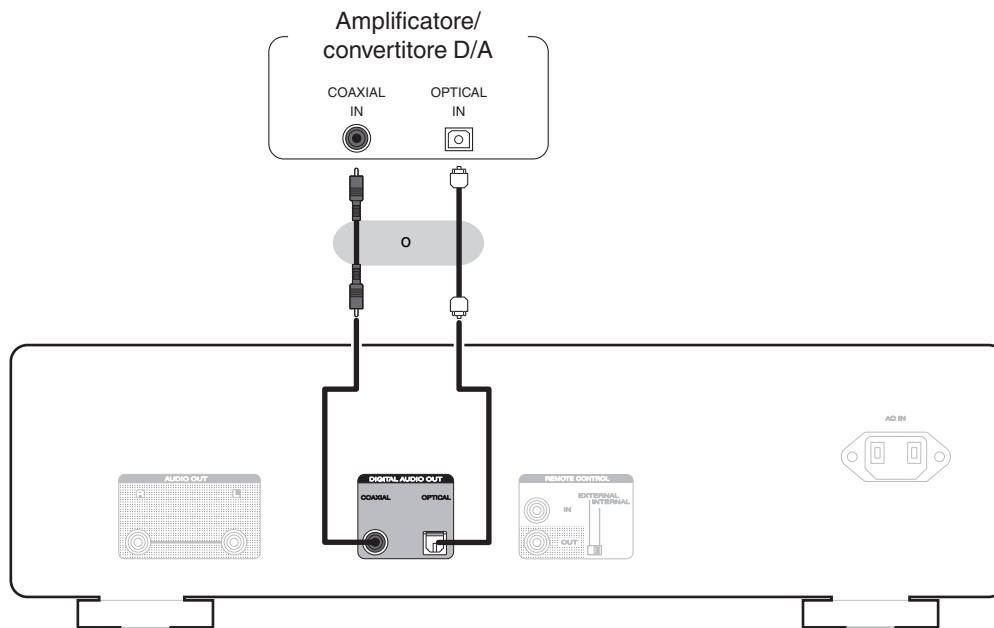 Amplificatore/
convertitore D/A
COAXIAL
IN
OPTICAL
IN
o
AC IN
AUDIO OUT
R
L
DIGITAL AUDIO OUT
COAXIAL
OPTICAL
REMOTE CONTROL
EXTERNAL
INTERNAL
IN
OUT